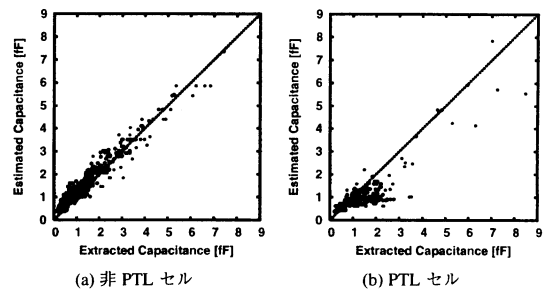 Estimated Capacitance [fF]
9
8
7
6
5
4
3
2
1
0
0 1 2 3 4 5 6 7 8 9
Extracted Capacitance [fF]
(a) 非 PTL セル
Estimated Capacitance [fF]
9
8
7
6
5
4
3
2
1
0
0 1 2 3 4 5 6 7 8 9
Extracted Capacitance [fF]
(b) PTL セル